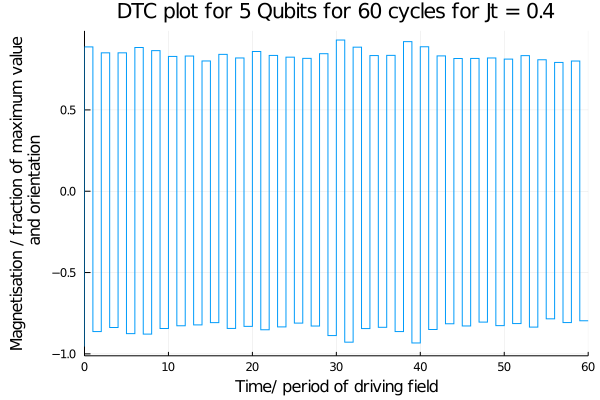 DTC plot for 5 Qubits for 60 cycles for Jt = 0.4
Magnetisation / fraction of maximum value
and orientation
0.5
0.0
−0.5
−1.0
0
10
20
30
40
50
60
Time/ period of driving field